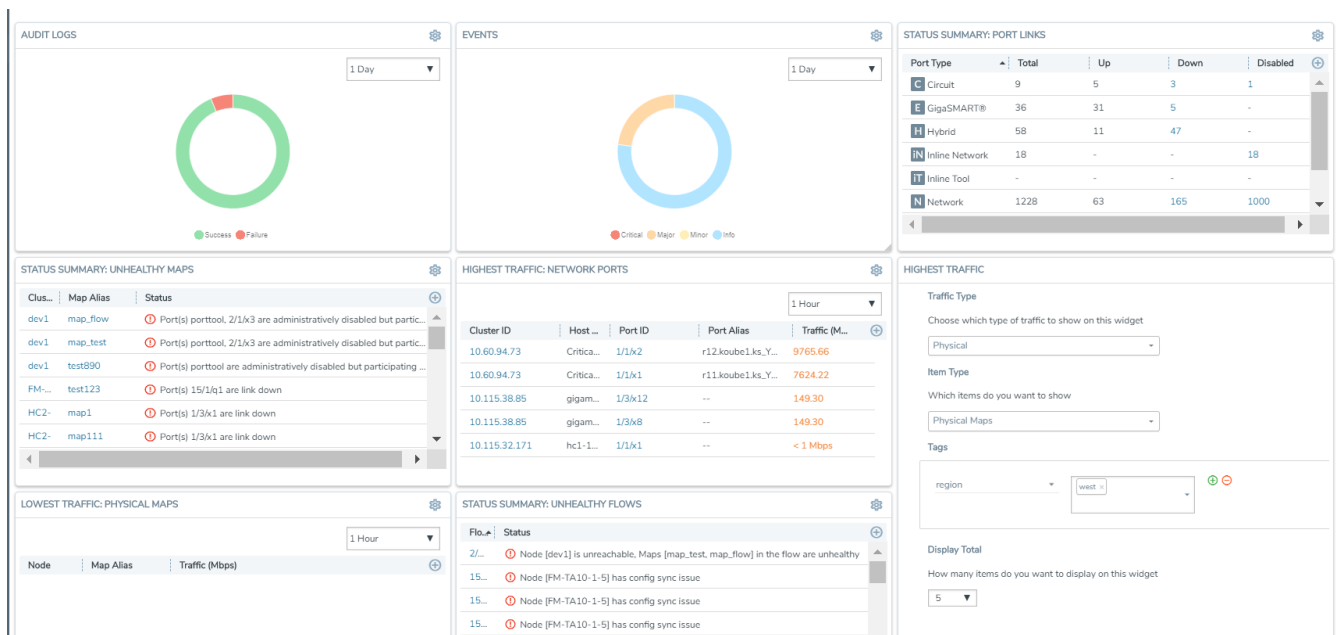 AUDIT LOGS
1 Day
Success Failure
EVENTS
1 Day
Critical Major Minor Info
STATUS SUMMARY: PORT LINKS
Port Type Total Up Down Disabled
C Circuit 9 5 3 1
E GigaSMART® 36 31 5 -
H Hybrid 58 11 47 -
iN Inline Network 18 - - 18
iT Inline Tool - - - -
N Network 1228 63 165 1000
STATUS SUMMARY: UNHEALTHY MAPS
Clus... Map Alias Status
dev1 map_flow Port(s) porttool, 2/1/x3 are administratively disabled but partic...
dev1 map_test Port(s) porttool, 2/1/x3 are administratively disabled but partic...
dev1 test890 Port(s) porttool are administratively disabled but participating ...
FM-... test123 Port(s) 15/1/q1 are link down
HC2- map1 Port(s) 1/3/x1 are link down
HC2- map111 Port(s) 1/3/x1 are link down
HIGHEST TRAFFIC: NETWORK PORTS
1 Hour
Cluster ID Host ... Port ID Port Alias Traffic (M...
10.60.94.73 Critica... 1/1/x2 r12.koube1.ks_Y... 9765.66
10.60.94.73 Critica... 1/1/x1 r11.koube1.ks_Y... 7624.22
10.115.38.85 gigam... 1/3/x12 -- 149.30
10.115.38.85 gigam... 1/3/x8 -- 149.30
10.115.32.171 hc1-1... 1/1/x1 -- < 1 Mbps
HIGHEST TRAFFIC
Traffic Type
Choose which type of traffic to show on this widget
Physical
Item Type
Which items do you want to show
Physical Maps
Tags
region west ×
Display Total
How many items do you want to display on this widget
5
LOWEST TRAFFIC: PHYSICAL MAPS
1 Hour
Node Map Alias Traffic (Mbps)
STATUS SUMMARY: UNHEALTHY FLOWS
Flo... Status
2/... Node [dev1] is unreachable, Maps [map_test, map_flow] in the flow are unhealthy
15... Node [FM-TA10-1-5] has config sync issue
15... Node [FM-TA10-1-5] has config sync issue
15... Node [FM-TA10-1-5] has config sync issue